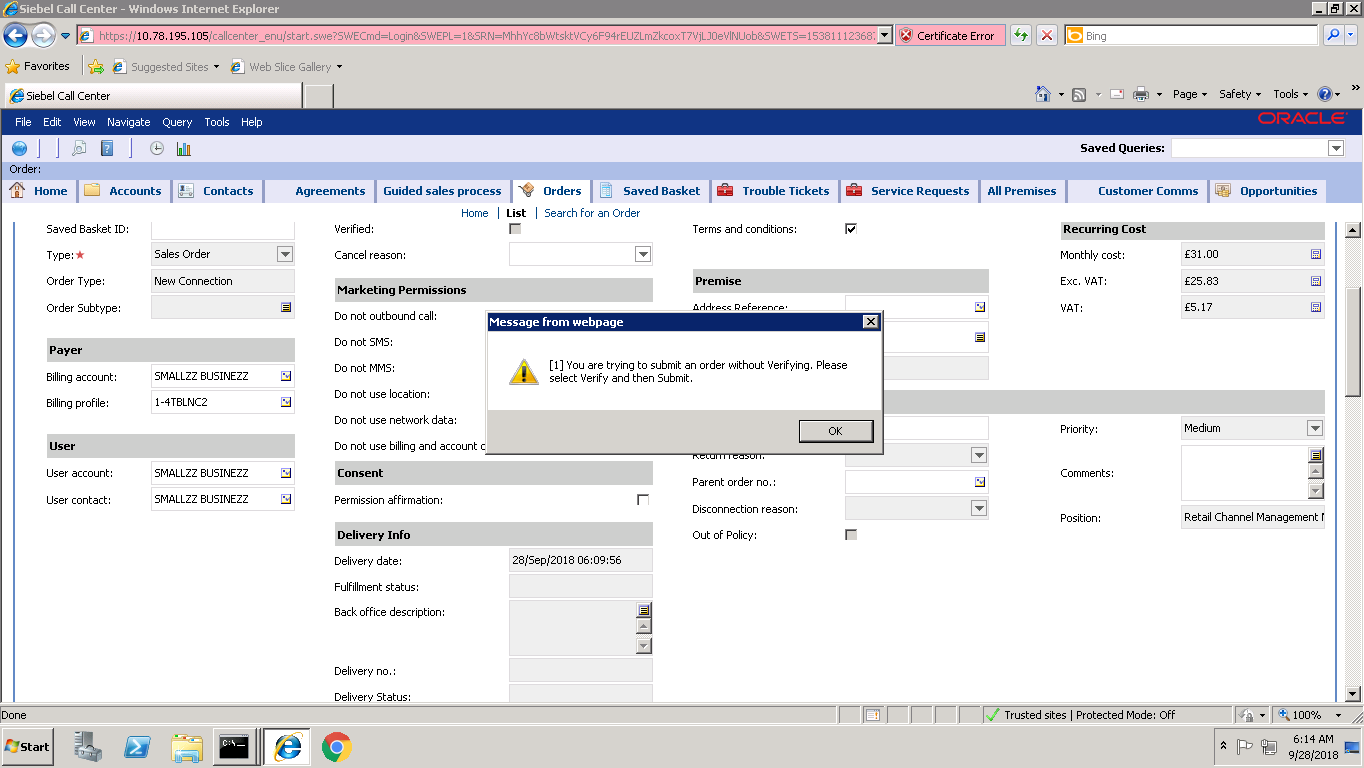 Siebel Call Center - Windows Internet Explorer
https://10.78.195.105/callcenter_enu/start.swe?SWECmd=Login&SWEPL=1&SRN=
Certificate Error
Bing
Favorites
Suggested Sites
Web Slice Gallery
Siebel Call Center
Page
Safety
Tools
File Edit View Navigate Query Tools Help
ORACLE
Saved Queries:
Order:
Home
Accounts
Contacts
Agreements
Guided sales process
Orders
Saved Basket
Trouble Tickets
Service Requests
All Premises
Customer Comms
Opportunities
Home | List | Search for an Order
Saved Basket ID:
Type:★ Sales Order
Order Type: New Connection
Order Subtype:
Payer
Billing account: SMALLZZ BUSINEZZ
Billing profile: 1-4TBLNC2
User
User account: SMALLZZ BUSINEZZ
User contact: SMALLZZ BUSINEZZ
Verified:
Cancel reason:
Marketing Permissions
Do not outbound call:
Do not SMS:
Do not MMS:
Do not use location:
Do not use network data:
Do not use billing and account
Consent
Permission affirmation:
Delivery Info
Delivery date: 28/Sep/2018 06:09:56
Fulfillment status:
Back office description:
Delivery no.:
Delivery Status:
Terms and conditions:
Premise
Address Reference:
Message from webpage
[1] You are trying to submit an order without Verifying. Please
select Verify and then Submit.
OK
Return reason:
Parent order no.:
Disconnection reason:
Out of Policy:
Recurring Cost
Monthly cost: £31.00
Exc. VAT: £25.83
VAT: £5.17
Priority: Medium
Comments:
Position: Retail Channel Management
Done
Trusted sites | Protected Mode: Off
100%
Start
C:\
6:14 AM
9/28/2018